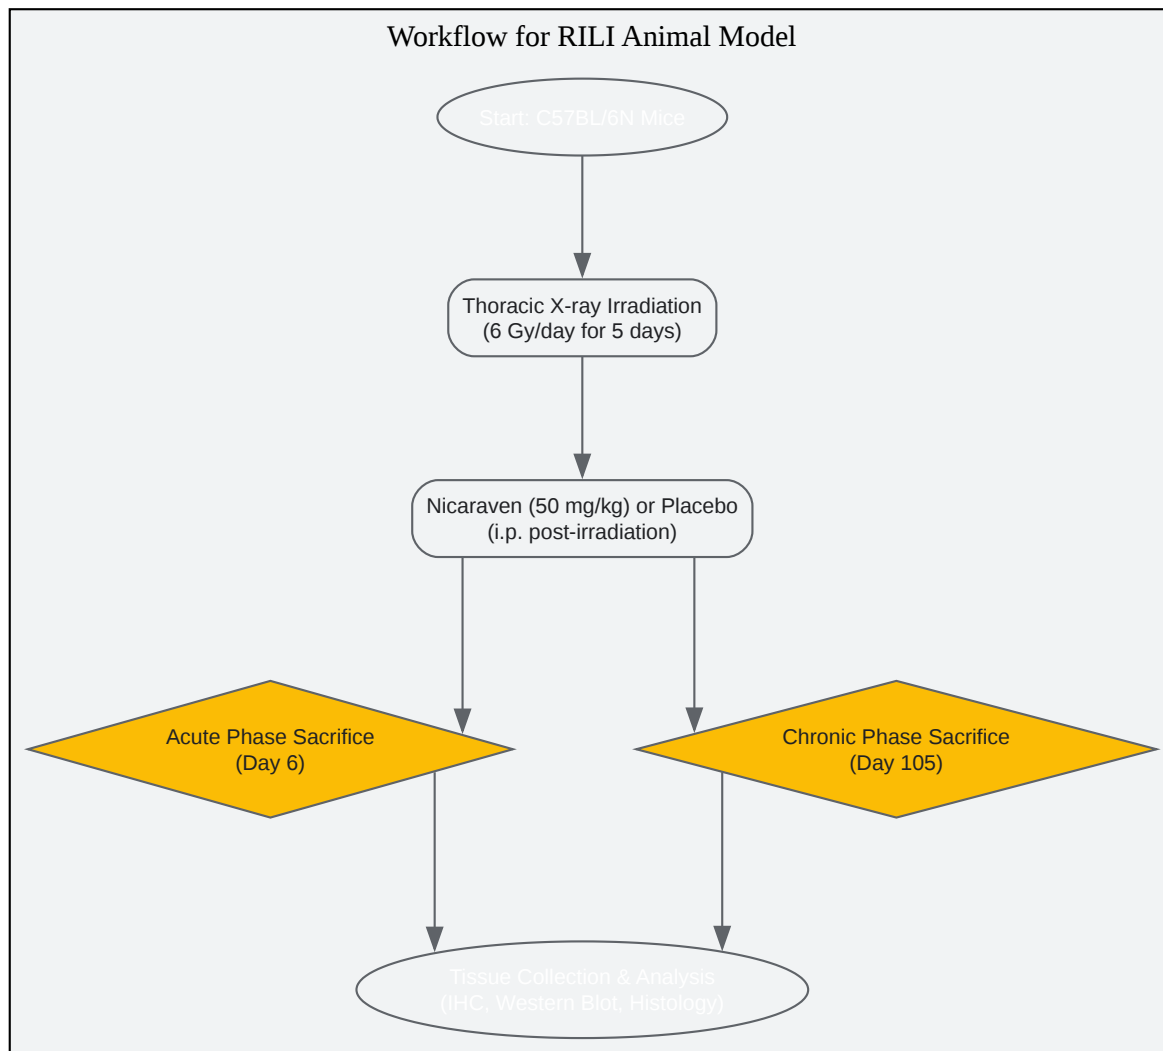 Workflow for RILI Animal Model
Start: C57BL/6N Mice
Thoracic X-ray Irradiation
(6 Gy/day for 5 days)
Nicaraven (50 mg/kg) or Placebo
(i.p. post-irradiation)
Acute Phase Sacrifice
(Day 6)
Chronic Phase Sacrifice
(Day 105)
Tissue Collection & Analysis
(IHC, Western Blot, Histology)